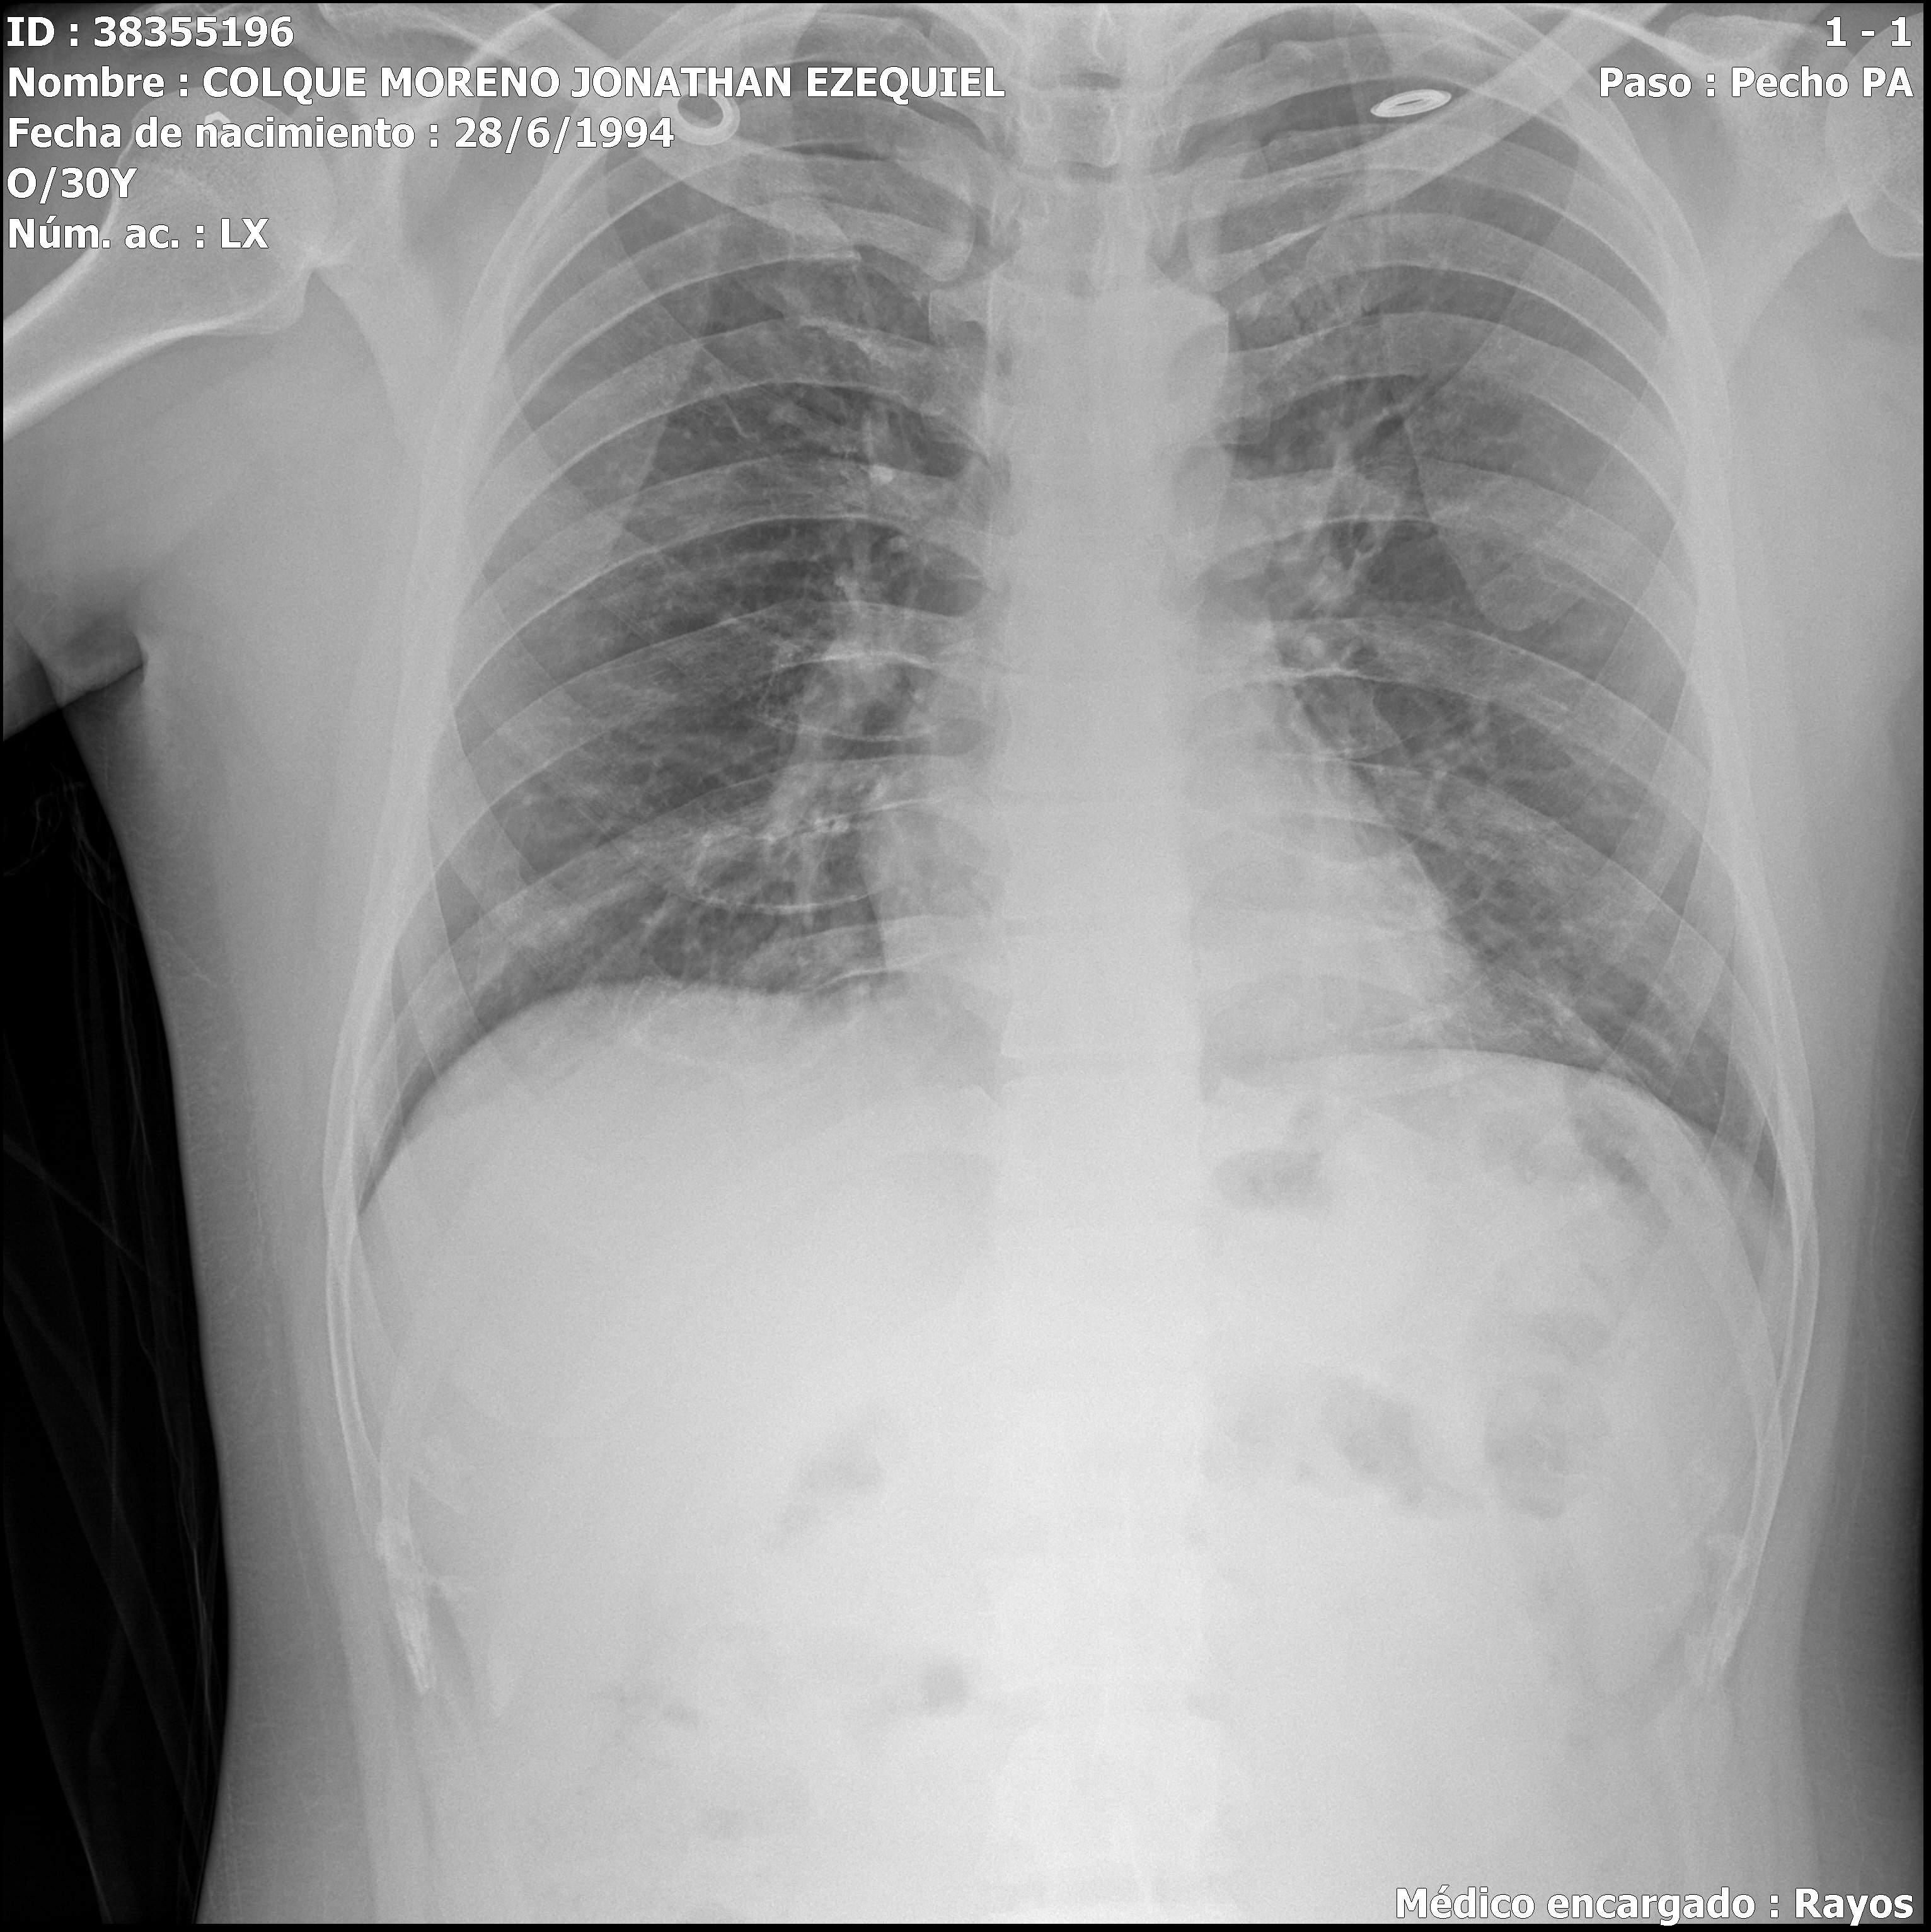 ID : 38355196
Nombre : COLQUE MORENO JONATHAN EZEQUIEL
Fecha de nacimiento : 28/6/1994
O/30Y
Núm. ac. : LX
1 - 1
Paso : Pecho PA
Médico encargado : Rayos